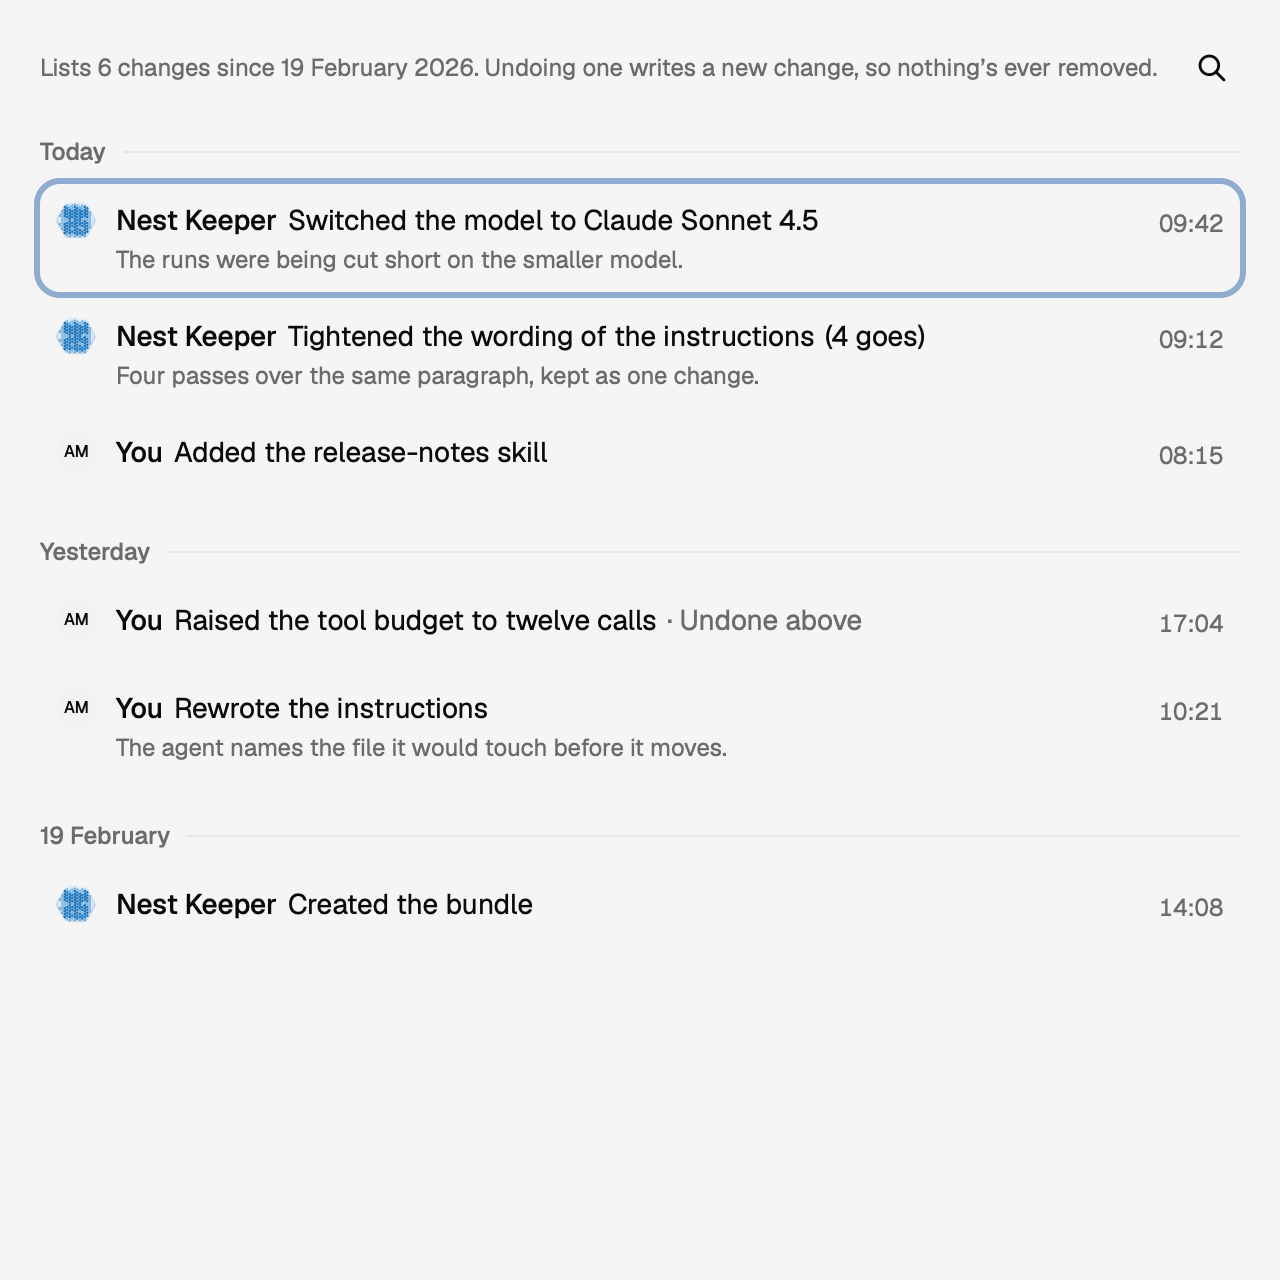 Lists 6 changes since 19 February 2026. Undoing one writes a new change, so nothing’s ever removed.
Today
Nest Keeper Switched the model to Claude Sonnet 4.5 09:42
The runs were being cut short on the smaller model.
Nest Keeper Tightened the wording of the instructions (4 goes) 09:12
Four passes over the same paragraph, kept as one change.
AM You Added the release-notes skill 08:15
Yesterday
AM You Raised the tool budget to twelve calls · Undone above 17:04
AM You Rewrote the instructions 10:21
The agent names the file it would touch before it moves.
19 February
Nest Keeper Created the bundle 14:08